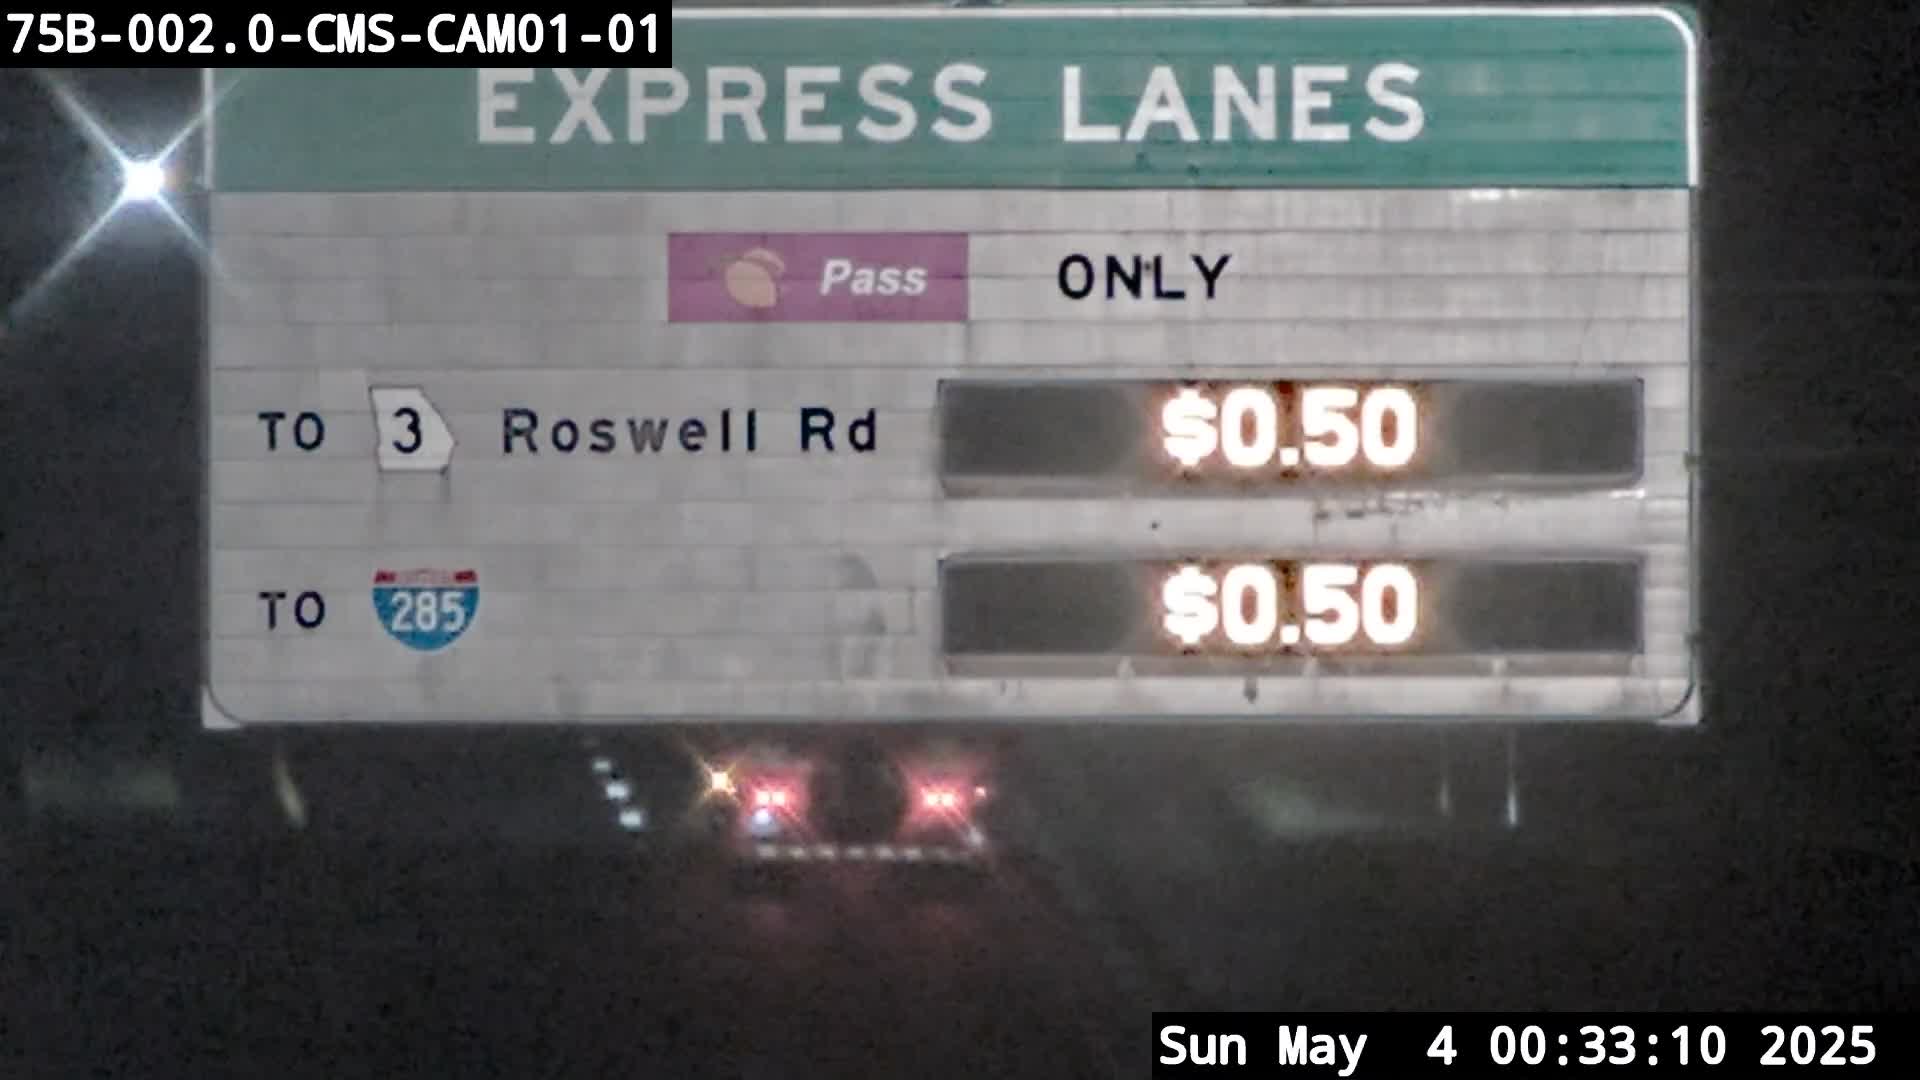 75B-002.0-CMS-CAM01-01
EXPRESS LANES
Pass ONLY
TO 3 Roswell Rd $0.50
TO 285 $0.50
Sun May 4 00:33:10 2025